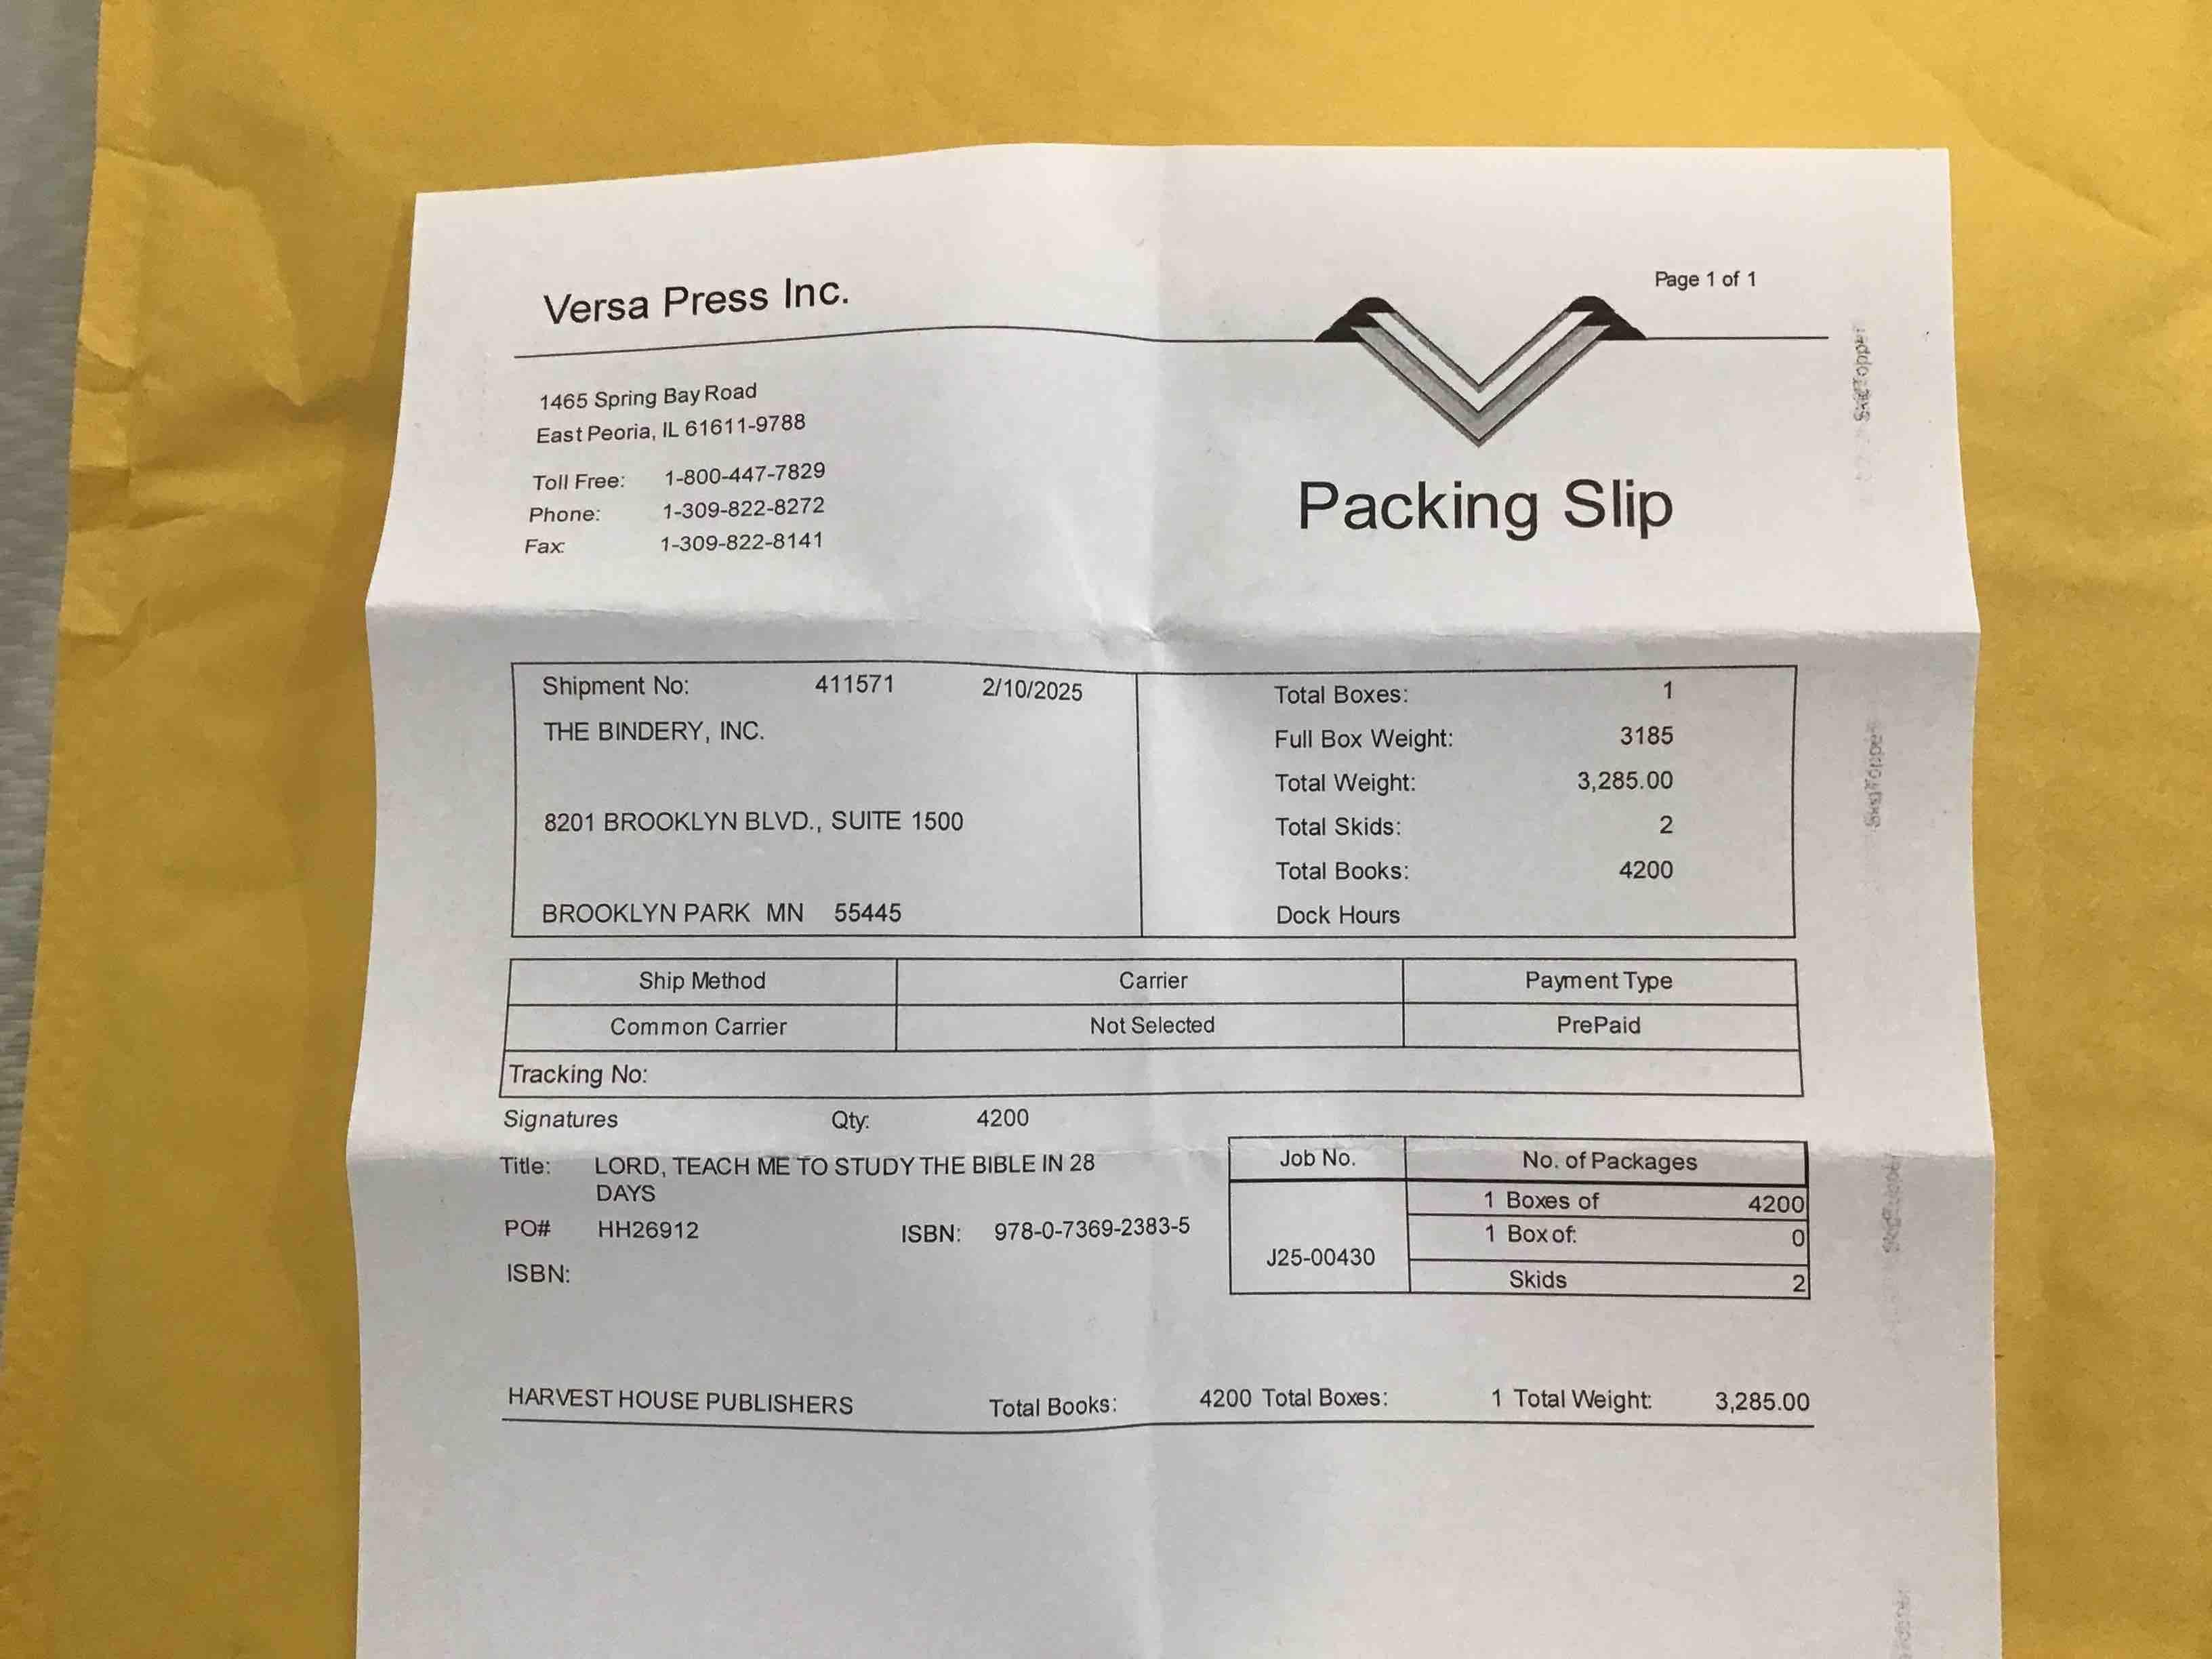 Page 1 of 1
Versa Press Inc.
1465 Spring Bay Road
East Peoria, IL 61611-9788
Toll Free: 1-800-447-7829
Phone: 1-309-822-8272
Fax: 1-309-822-8141
Packing Slip
Shipment No: 411571 2/10/2025
THE BINDERY, INC.
8201 BROOKLYN BLVD., SUITE 1500
BROOKLYN PARK MN 55445
Total Boxes: 1
Full Box Weight: 3185
Total Weight: 3,285.00
Total Skids: 2
Total Books: 4200
Dock Hours
Ship Method Carrier Payment Type
Common Carrier Not Selected PrePaid
Tracking No:
Signatures Qty: 4200
Title: LORD, TEACH ME TO STUDY THE BIBLE IN 28
DAYS
PO# HH26912 ISBN: 978-0-7369-2383-5
ISBN:
Job No. No. of Packages
1 Boxes of 4200
1 Box of: 0
J25-00430
Skids 2
HARVEST HOUSE PUBLISHERS Total Books: 4200 Total Boxes: 1 Total Weight: 3,285.00